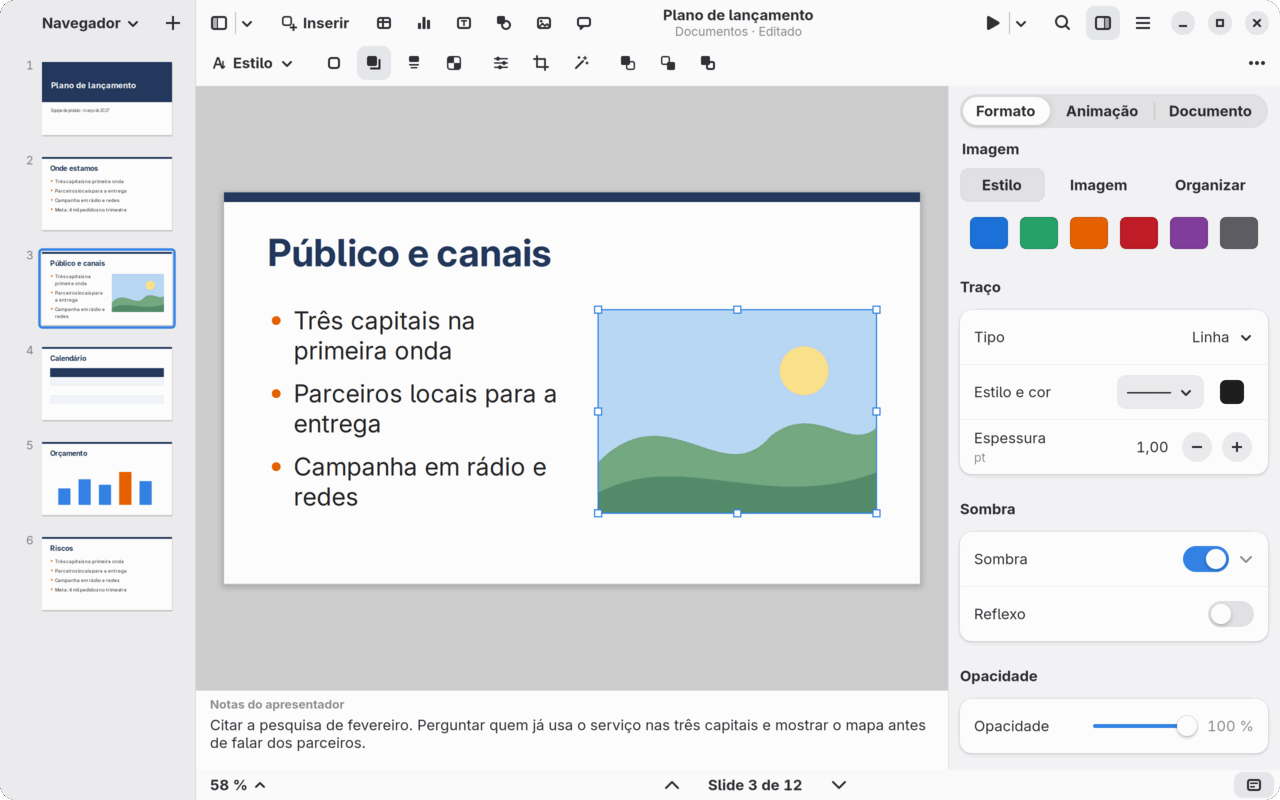 Navegador
Inserir
Plano de lançamento
Documentos · Editado
Estilo
1
Plano de lançamento
Equipe de produto · março de 2027
2
Onde estamos
Três capitais na primeira onda
Parceiros locais para a entrega
Campanha em rádio e redes
Meta: 4 mil pedidos no trimestre
3
Público e canais
Três capitais na
primeira onda
Parceiros locais para
a entrega
Campanha em rádio e
redes
4
Calendário
5
Orçamento
6
Riscos
Três capitais na primeira onda
Parceiros locais para a entrega
Campanha em rádio e redes
Meta: 4 mil pedidos no trimestre
Público e canais
Três capitais na
primeira onda
Parceiros locais para a
entrega
Campanha em rádio e
redes
Notas do apresentador
Citar a pesquisa de fevereiro. Perguntar quem já usa o serviço nas três capitais e mostrar o mapa antes
de falar dos parceiros.
58 %
Slide 3 de 12
Formato Animação Documento
Imagem
Estilo Imagem Organizar
Traço
Tipo Linha
Estilo e cor
Espessura
pt
1,00
Sombra
Sombra
Reflexo
Opacidade
Opacidade 100 %